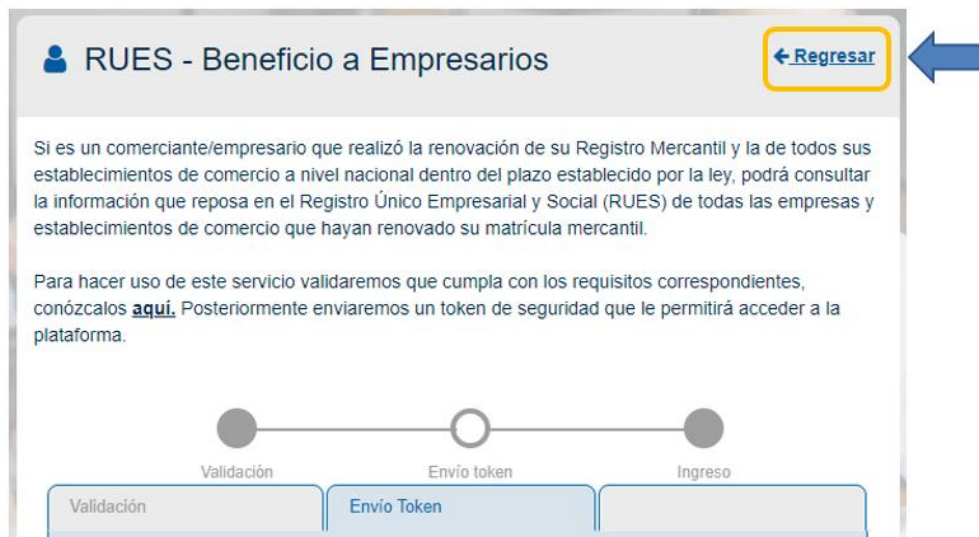 RUES - Beneficio a Empresarios
Regresar
Si es un comerciante/empresario que realizó la renovación de su Registro Mercantil y la de todos sus
establecimientos de comercio a nivel nacional dentro del plazo establecido por la ley, podrá consultar
la información que reposa en el Registro Único Empresarial y Social (RUES) de todas las empresas y
establecimientos de comercio que hayan renovado su matrícula mercantil.
Para hacer uso de este servicio validaremos que cumpla con los requisitos correspondientes,
conózcalos aquí. Posteriormente enviaremos un token de seguridad que le permitirá acceder a la
plataforma.
Validación
Envío token
Ingreso
Validación
Envío Token